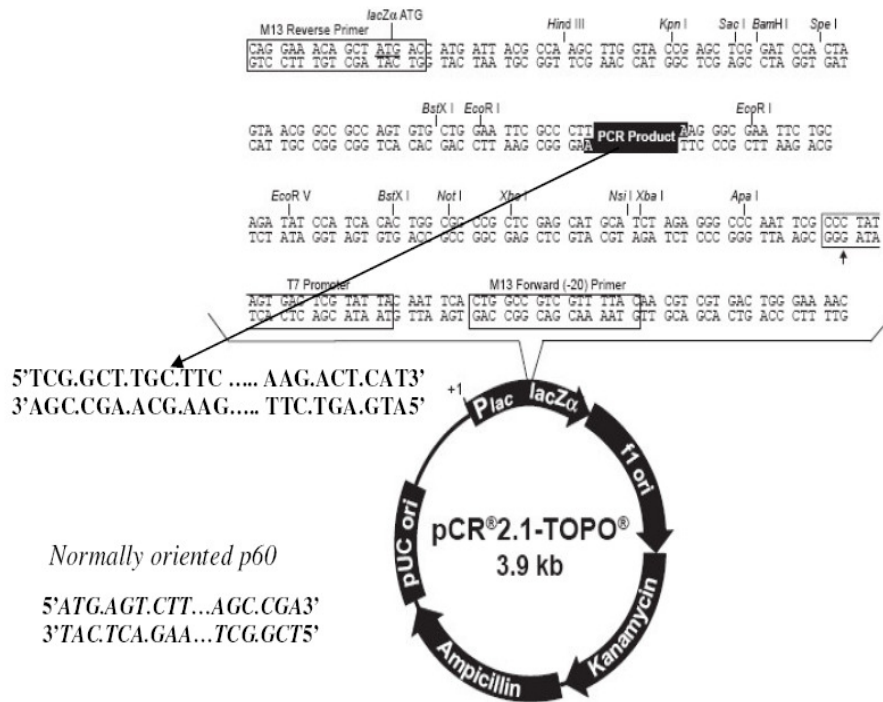 lacZα ATG
M13 Reverse Primer
Hind III Kpn I Sac I BamH I Spe I
CAG GAA ACA GCT ATG ACC ATG ATT ACG CCA AGC TTG GTA CCG AGC TCG GAT CCA CTA
GTC CTT TGT CGA TAC TGG TAC TAA TGC GGT TCG AAC CAT GGC TCG AGC CTA GGT GAT
BstX I EcoR I EcoR I
GTA ACG GCC GCC AGT GTG CTG GAA TTC GCC CTT PCR Product AAG GGC GAA TTC TGC
CAT TGC CGG CGG TCA CAC GAC CTT AAG CGG GAA TTC CCG CTT AAG ACG
EcoR V BstX I Not I Xho I Nsi I Xba I Apa I
AGA TAT CCA TCA CAC TGG CGG CCG CTC GAG CAT GCA TCT AGA GGG CCC AAT TCG CCC TAT
TCT ATA GGT AGT GTG ACC GCC GGC GAG CTC GTA CGT AGA TCT CCC GGG TTA AGC GGG ATA
T7 Promoter M13 Forward (-20) Primer
AGT GAG TCG TAT TAC AAT TCA CTG GCC GTC GTT TTA CAA CGT CGT GAC TGG GAA AAC
TCA CTC AGC ATA ATG TTA AGT GAC CGG CAG CAA AAT GTT GCA GCA CTG ACC CTT TTG
5'TCG.GCT.TGC.TTC ..... AAG.ACT.CAT3'
3'AGC.CGA.ACG.AAG..... TTC.TGA.GTA5'
+1
Plac lacZα
f1 ori
pUC ori
pCR®2.1-TOPO®
3.9 kb
Kanamycin
Ampicillin
Normally oriented p60
5'ATG.AGT.CTT...AGC.CGA3'
3'TAC.TCA.GAA...TCG.GCT5'